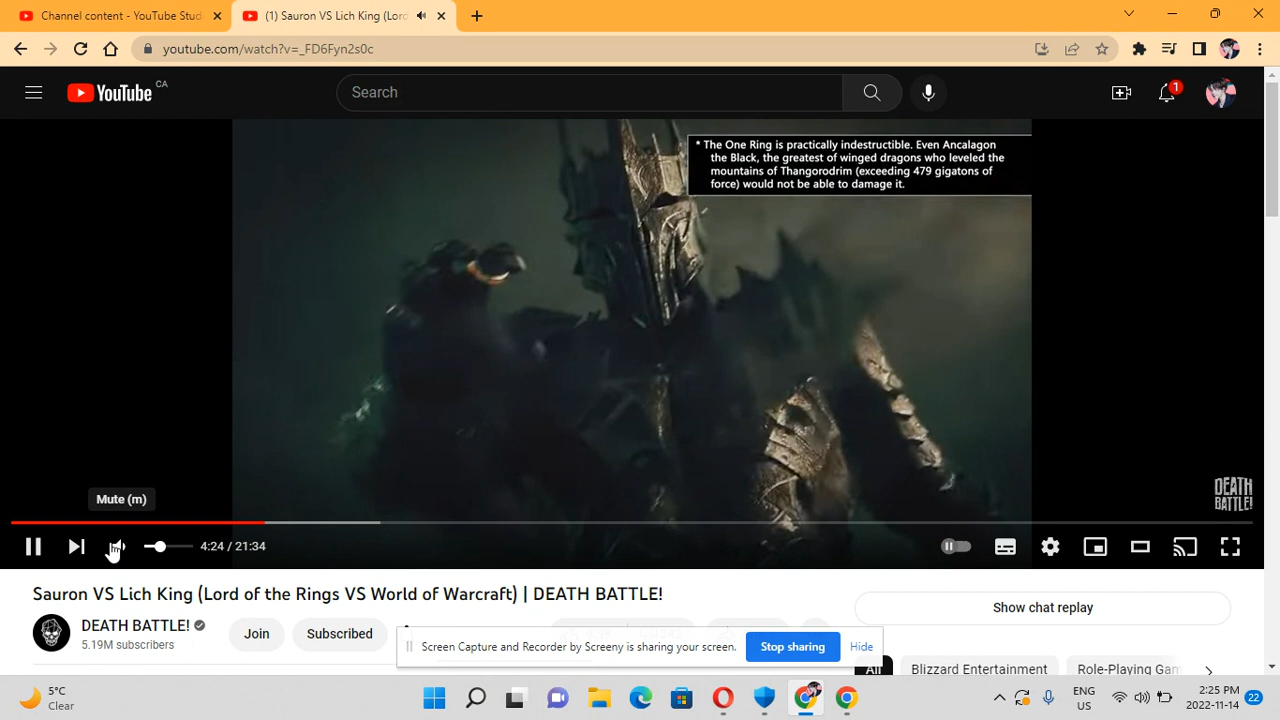 Channel content - YouTube Stud
(1) Sauron VS Lich King (Lord
youtube.com/watch?v=_FD6Fyn2s0c
YouTube CA
Search
1
* The One Ring is practically indestructible. Even Ancalagon
the Black, the greatest of winged dragons who leveled the
mountains of Thangorodrim (exceeding 479 gigatons of
force) would not be able to damage it.
DEATH
BATTLE!
Mute (m)
4:24 / 21:34
Sauron VS Lich King (Lord of the Rings VS World of Warcraft) | DEATH BATTLE!
Show chat replay
DEATH BATTLE!
5.19M subscribers
Join
Subscribed
Screen Capture and Recorder by Screeny is sharing your screen.
Stop sharing
Hide
All
Blizzard Entertainment
Role-Playing Gam
5°C
Clear
ENG
US
2:25 PM
2022-11-14
22